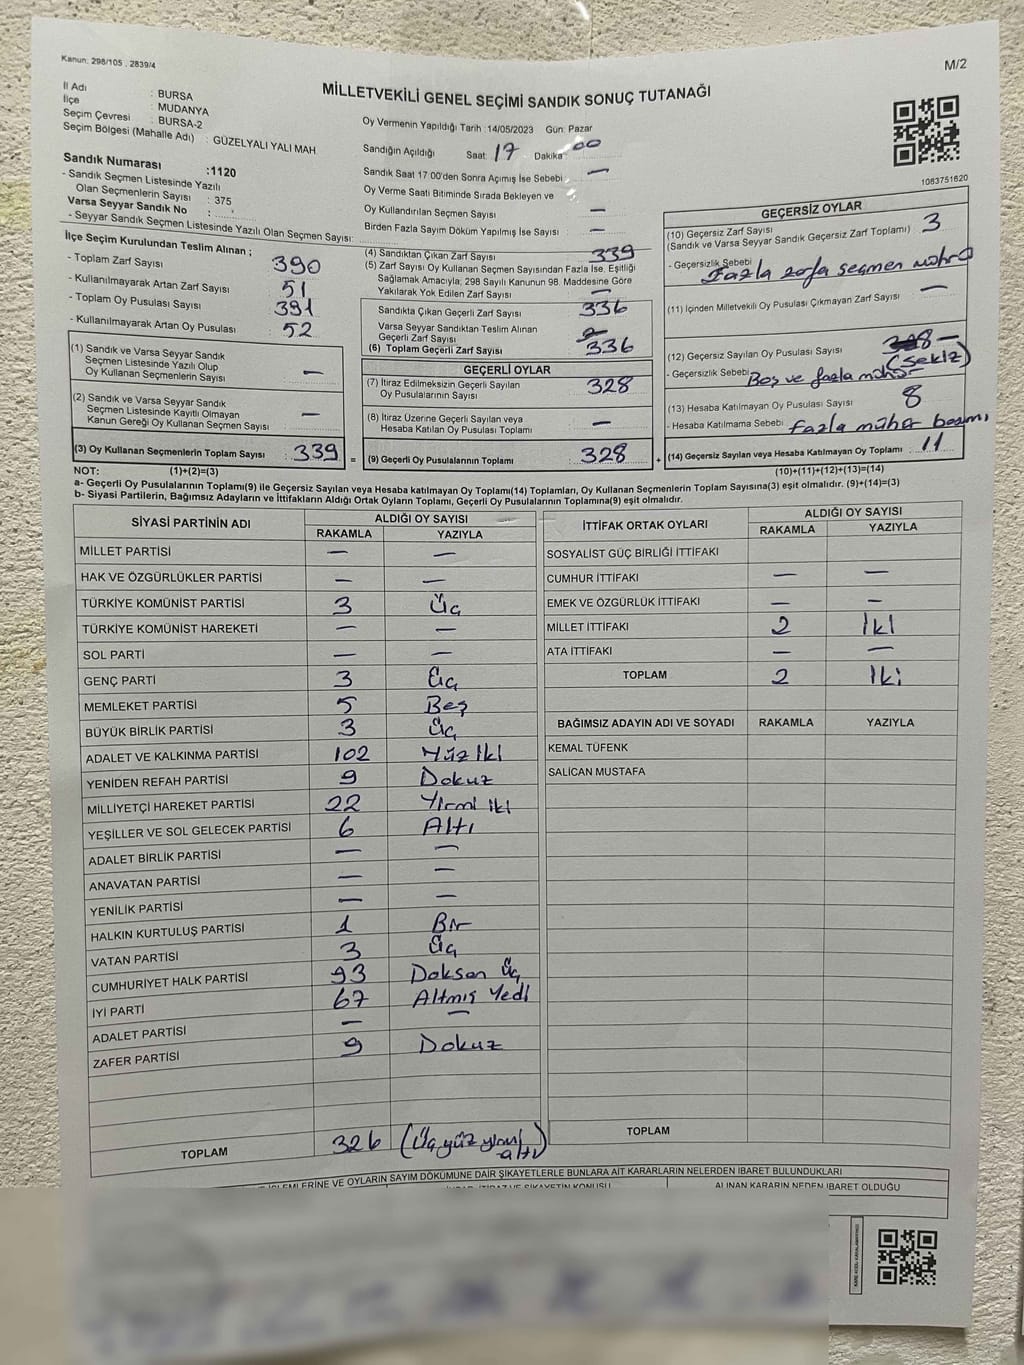 Kanun: 298/105 , 2839/4
M/2
MİLLETVEKİLİ GENEL SEÇİMİ SANDIK SONUÇ TUTANAĞI
İl Adı : BURSA
İlçe : MUDANYA
Seçim Çevresi : BURSA-2
Seçim Bölgesi (Mahalle Adı) : GÜZELYALI YALI MAH
Sandık Numarası :1120
- Sandık Seçmen Listesinde Yazılı
Olan Seçmenlerin Sayısı : 375
Varsa Seyyar Sandık No :
- Seyyar Sandık Seçmen Listesinde Yazılı Olan Seçmen Sayısı:
İlçe Seçim Kurulundan Teslim Alınan ;
- Toplam Zarf Sayısı 390
- Kullanılmayarak Artan Zarf Sayısı 51
- Toplam Oy Pusulası Sayısı 391
- Kullanılmayarak Artan Oy Pusulası 52
(1) Sandık ve Varsa Seyyar Sandık
Seçmen Listesinde Yazılı Olup
Oy Kullanan Seçmenlerin Sayısı : —
(2) Sandık ve Varsa Seyyar Sandık
Seçmen Listesinde Kayıtlı Olmayan
Kanun Gereği Oy Kullanan Seçmen Sayısı : —
(3) Oy Kullanan Seçmenlerin Toplam Sayısı : 339 =
Oy Vermenin Yapıldığı Tarih :14/05/2023 Gün: Pazar
Sandığın Açıldığı Saat: 17 Dakika: 00
Sandık Saat 17:00'den Sonra Açımış İse Sebebi : —
Oy Verme Saati Bitiminde Sırada Bekleyen ve
Oy Kullandırılan Seçmen Sayısı : —
Birden Fazla Sayım Döküm Yapılmış İse Sayısı : —
(4) Sandıktan Çıkan Zarf Sayısı : 339
(5) Zarf Sayısı Oy Kullanan Seçmen Sayısından Fazla İse, Eşitliği
Sağlamak Amacıyla; 298 Sayılı Kanunun 98. Maddesine Göre
Yakılarak Yok Edilen Zarf Sayısı : —
Sandıkta Çıkan Geçerli Zarf Sayısı : 336
Varsa Seyyar Sandıktan Teslim Alınan
Geçerli Zarf Sayısı
(6) Toplam Geçerli Zarf Sayısı : 336
GEÇERLİ OYLAR
(7) İtiraz Edilmeksizin Geçerli Sayılan
Oy Pusulalarının Sayısı : 328
(8) İtiraz Üzerine Geçerli Sayılan veya
Hesaba Katılan Oy Pusulası Toplamı : —
(9) Geçerli Oy Pusulalarının Toplamı : 328 +
1063751620
GEÇERSİZ OYLAR
(10) Geçersiz Zarf Sayısı : 3
(Sandık ve Varsa Seyyar Sandık Geçersiz Zarf Toplamı)
- Geçersizlik Sebebi
Fazla zarfa seçmen mührü
(11) İçinden Milletvekili Oy Pusulası Çıkmayan Zarf Sayısı : —
(12) Geçersiz Sayılan Oy Pusulası Sayısı 8 —
(sekiz)
- Geçersizlik Sebebi Boş ve fazla mühür
(13) Hesaba Katılmayan Oy Pusulası Sayısı 8
- Hesaba Katılmama Sebebi Fazla mühür basımı
(14) Geçersiz Sayılan veya Hesaba Katılmayan Oy Toplamı : 11
NOT: (1)+(2)=(3) (10)+(11)+(12)+(13)=(14)
a- Geçerli Oy Pusulalarının Toplamı(9) ile Geçersiz Sayılan veya Hesaba katılmayan Oy Toplamı(14) Toplamları, Oy Kullanan Seçmenlerin Toplam Sayısına(3) eşit olmalıdır. (9)+(14)=(3)
b- Siyasi Partilerin, Bağımsız Adayların ve İttifakların Aldığı Ortak Oyların Toplamı, Geçerli Oy Pusulalarının Toplamına(9) eşit olmalıdır.
SİYASİ PARTİNİN ADI ALDIĞI OY SAYISI
RAKAMLA YAZIYLA
MİLLET PARTİSİ — —
HAK VE ÖZGÜRLÜKLER PARTİSİ — —
TÜRKİYE KOMÜNİST PARTİSİ 3 Üç
TÜRKİYE KOMÜNİST HAREKETİ — —
SOL PARTİ — —
GENÇ PARTİ 3 Üç
MEMLEKET PARTİSİ 5 Beş
BÜYÜK BİRLİK PARTİSİ 3 Üç
ADALET VE KALKINMA PARTİSİ 102 Yüz İki
YENİDEN REFAH PARTİSİ 9 Dokuz
MİLLİYETÇİ HAREKET PARTİSİ 22 Yirmi iki
YEŞİLLER VE SOL GELECEK PARTİSİ 6 Altı
ADALET BİRLİK PARTİSİ — —
ANAVATAN PARTİSİ — —
YENİLİK PARTİSİ — —
HALKIN KURTULUŞ PARTİSİ 1 Bir
VATAN PARTİSİ 3 Üç
CUMHURİYET HALK PARTİSİ 93 Doksan Üç
İYİ PARTİ 67 Altmış Yedi
ADALET PARTİSİ — —
ZAFER PARTİSİ 9 Dokuz
TOPLAM 326 (Üçyüz yirmi
altı)
İTTİFAK ORTAK OYLARI ALDIĞI OY SAYISI
RAKAMLA YAZIYLA
SOSYALİST GÜÇ BİRLİĞİ İTTİFAKI
CUMHUR İTTİFAKI — —
EMEK VE ÖZGÜRLÜK İTTİFAKI — —
MİLLET İTTİFAKI 2 İki
ATA İTTİFAKI — —
TOPLAM 2 İki
BAĞIMSIZ ADAYIN ADI VE SOYADI RAKAMLA YAZIYLA
KEMAL TÜFENK
SALİCAN MUSTAFA
TOPLAM
İŞLEMLERİNE VE OYLARIN SAYIM DÖKÜMÜNE DAİR ŞİKAYETLERLE BUNLARA AİT KARARLARIN NELERDEN İBARET BULUNDUKLARI
İTİRAZ VE ŞİKAYETİN KONUSU ALINAN KARARIN NEDEN İBARET OLDUĞU